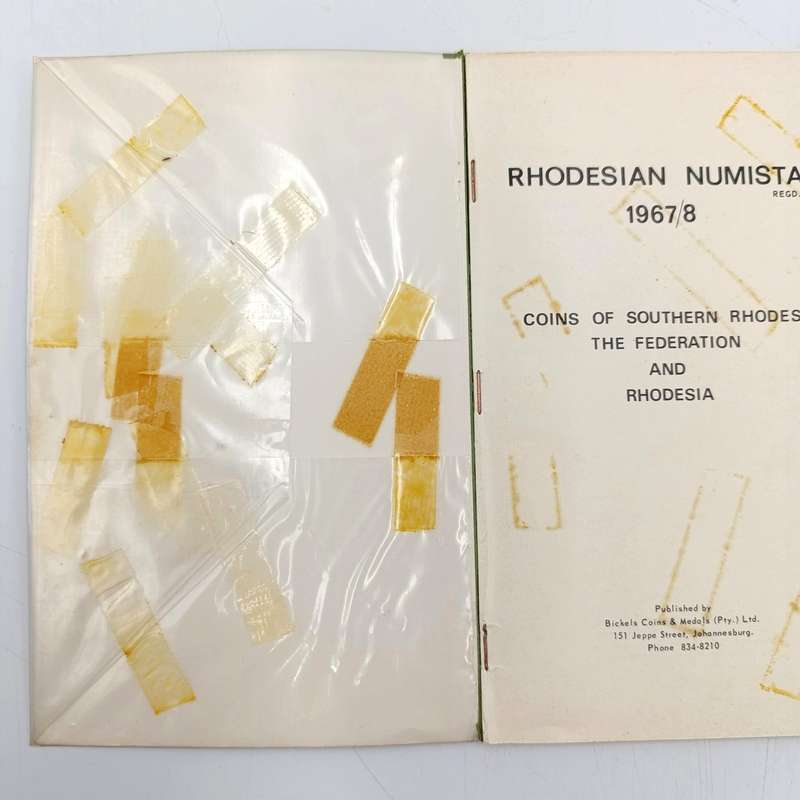 RHODESIAN NUMISTA
REGD.
1967/8
COINS OF SOUTHERN RHODES
THE FEDERATION
AND
RHODESIA
Published by
Bickels Coins & Medals (Pty.) Ltd.
151 Jeppe Street, Johannesburg.
Phone 834-8210